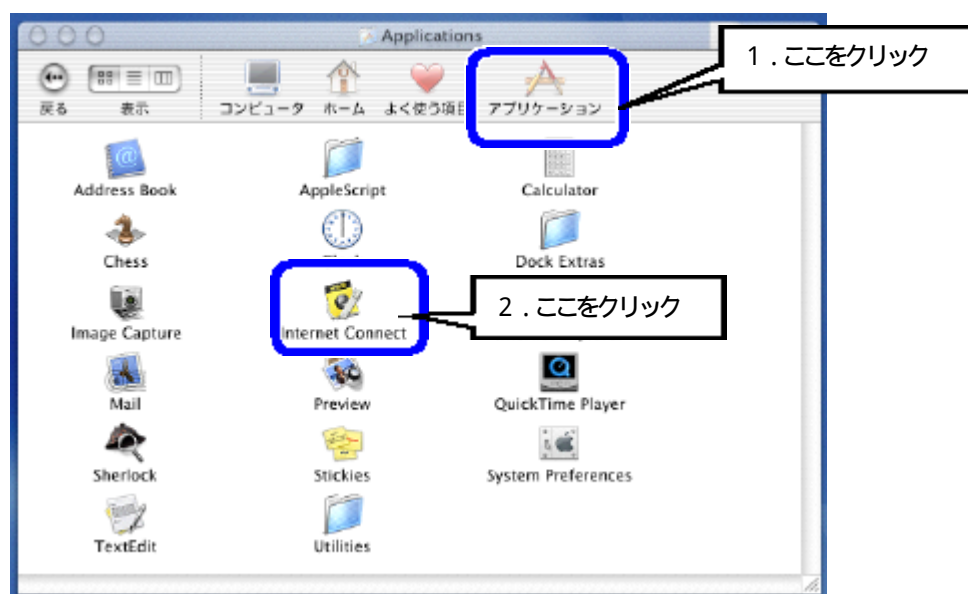 Applications
1．ここをクリック
戻る 表示 コンピュータ ホーム よく使う項目 アプリケーション
Address Book AppleScript Calculator
Chess Dock Extras
Image Capture Internet Connect
2．ここをクリック
Mail Preview QuickTime Player
Sherlock Stickies System Preferences
TextEdit Utilities